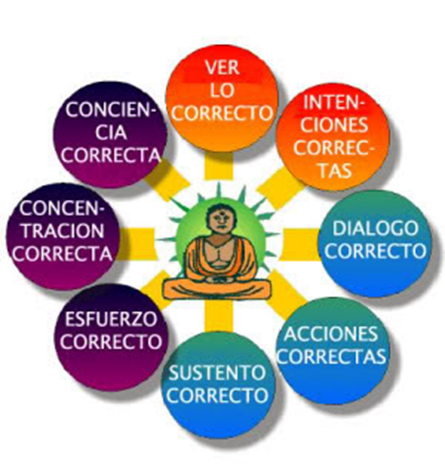 VER
LO
CORRECTO
INTEN-
CIONES
CORREC-
TAS
DIALOGO
CORRECTO
ACCIONES
CORRECTAS
SUSTENTO
CORRECTO
ESFUERZO
CORRECTO
CONCEN-
TRACION
CORRECTA
CONCIEN-
CIA
CORRECTA